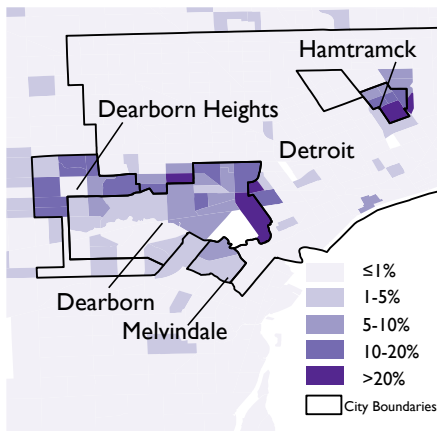 Hamtramck
Dearborn Heights
Detroit
Dearborn
Melvindale
≤1%
1-5%
5-10%
10-20%
>20%
City Boundaries